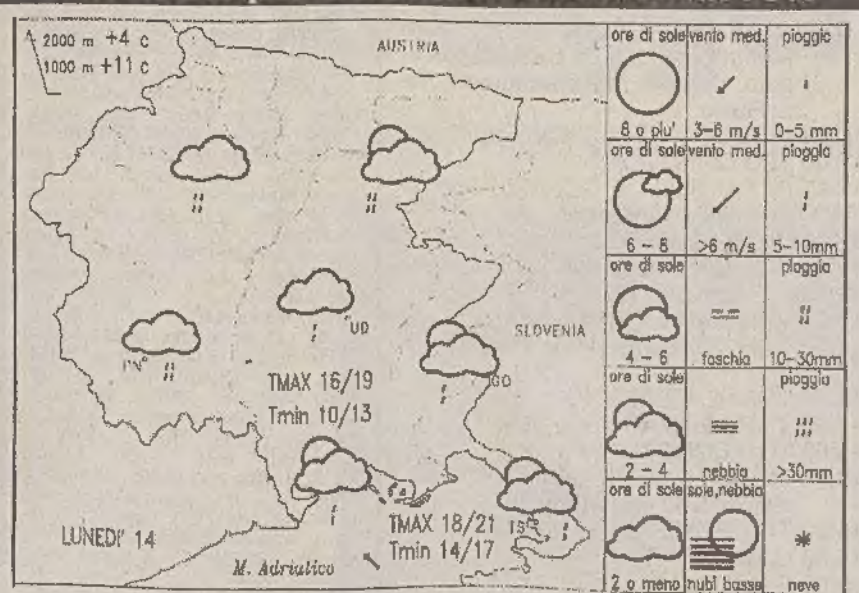 2000 m +4 c
1000 m +11 c
AUSTRIA
SLOVENIA
UD
PN°
GO
TMAX 16/19
Tmin 10/13
TMAX 18/21
Tmin 14/17
TS
LUNEDI' 14
M. Adriatico
ore di sole vento med. pioggia
8 o piu' 3-6 m/s 0-5 mm
ore di sole vento med. pioggia
6 - 8 >6 m/s 5-10mm
ore di sole pioggia
4 - 6 foschia 10-30mm
ore di sole pioggia
2 - 4 nebbia >30mm
ore di sole sole,nebbia
2 o meno nubi basse neve